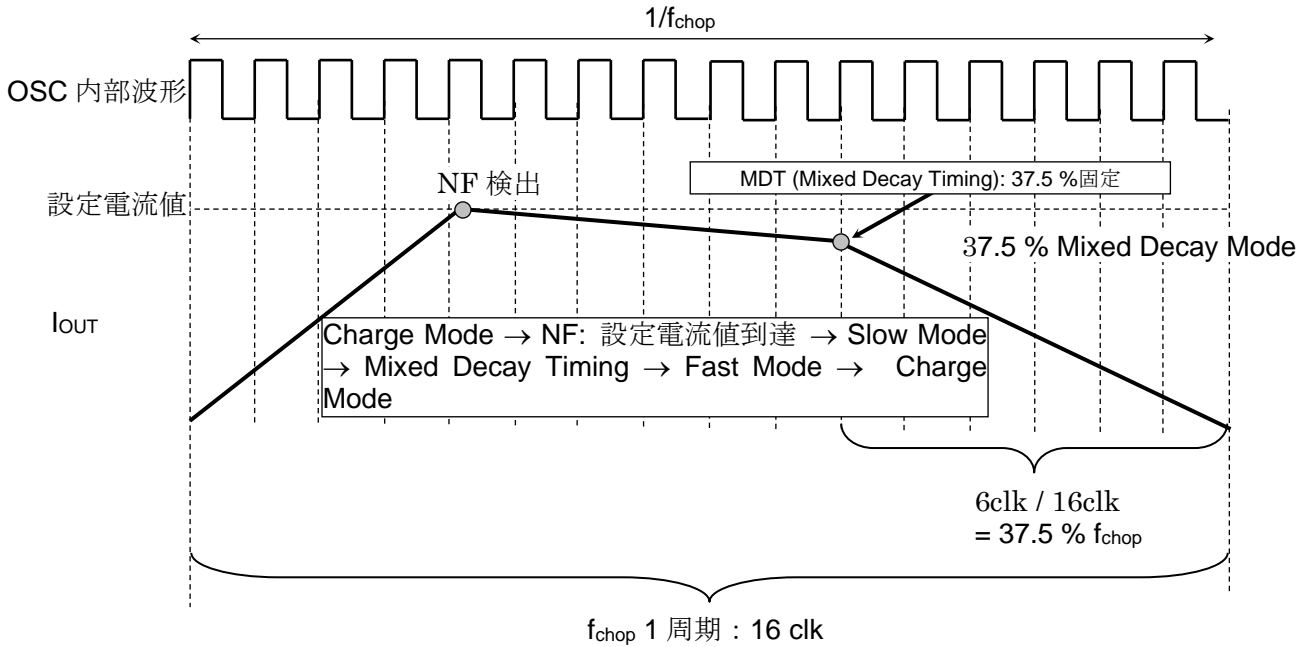 1/fchop
OSC 内部波形
MDT (Mixed Decay Timing): 37.5 %固定
NF 検出
設定電流値
37.5 % Mixed Decay Mode
IOUT
Charge Mode → NF: 設定電流値到達 → Slow Mode
→ Mixed Decay Timing → Fast Mode → Charge
Mode
6clk / 16clk
= 37.5 % fchop
fchop 1 周期：16 clk